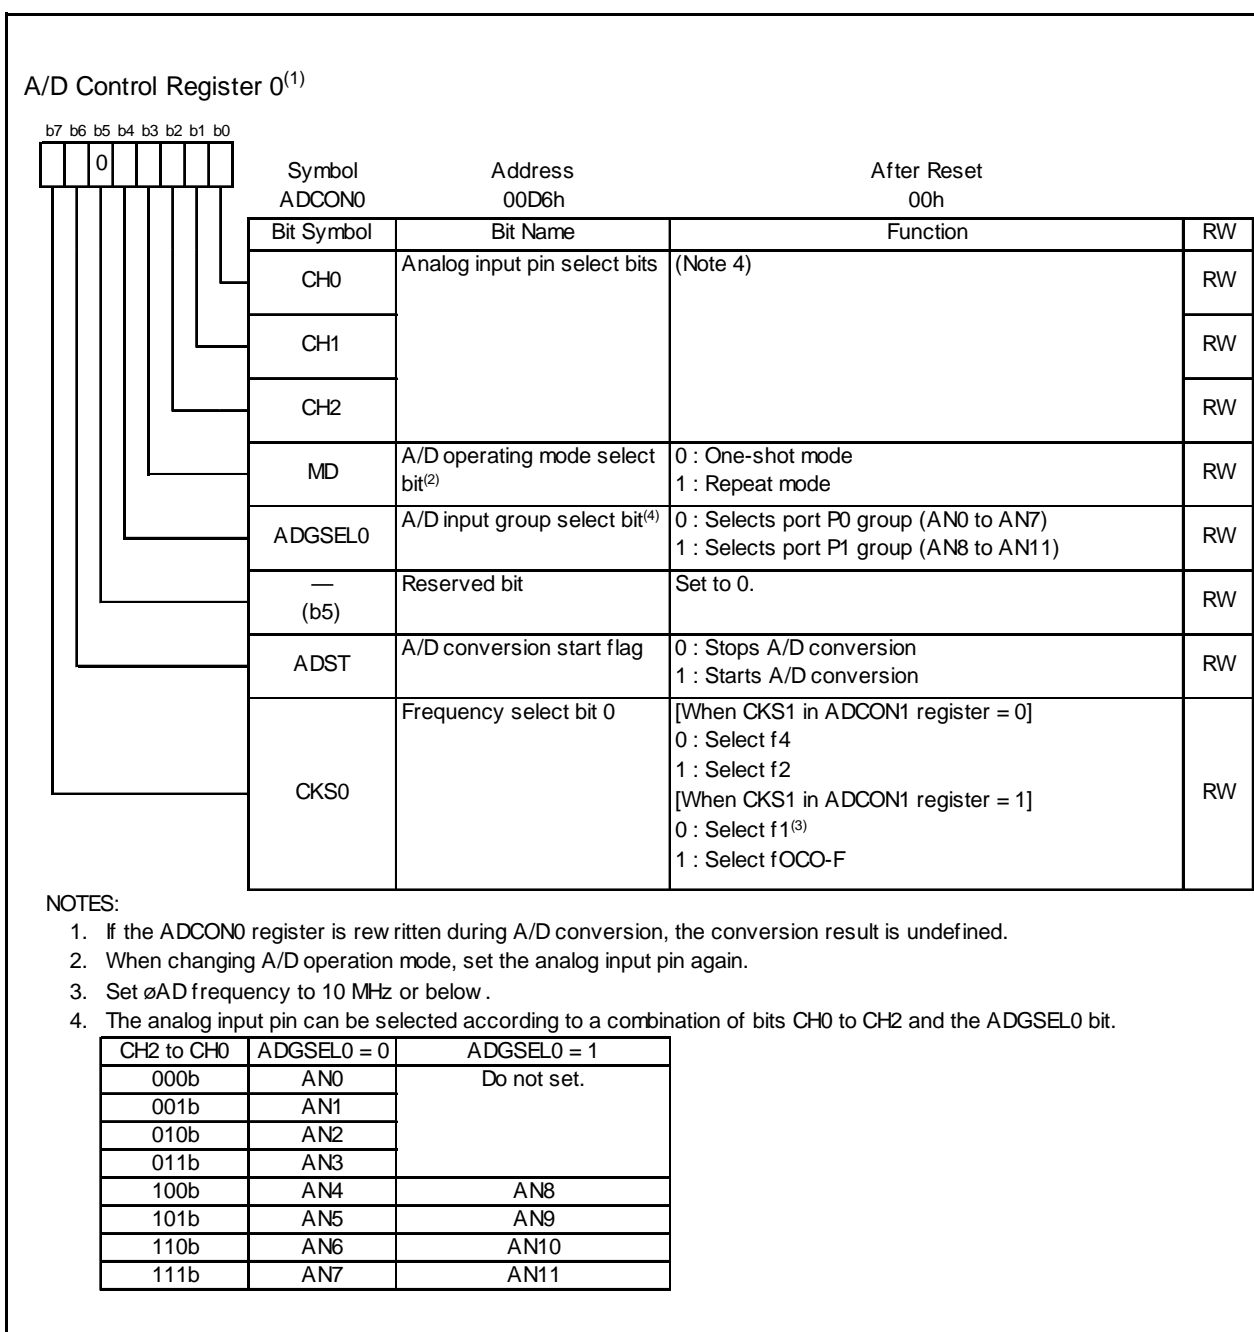 A/D Control Register 0(1)
b7 b6 b5 b4 b3 b2 b1 b0
0
Symbol Address After Reset
ADCON0 00D6h 00h
Bit Symbol Bit Name Function RW
CH0 Analog input pin select bits (Note 4) RW
CH1 RW
CH2 RW
MD A/D operating mode select bit(2) 0 : One-shot mode RW
1 : Repeat mode
ADGSEL0 A/D input group select bit(4) 0 : Selects port P0 group (AN0 to AN7) RW
1 : Selects port P1 group (AN8 to AN11)
— Reserved bit Set to 0. RW
(b5)
ADST A/D conversion start flag 0 : Stops A/D conversion RW
1 : Starts A/D conversion
CKS0 Frequency select bit 0 [When CKS1 in ADCON1 register = 0] RW
0 : Select f4
1 : Select f2
[When CKS1 in ADCON1 register = 1]
0 : Select f1(3)
1 : Select fOCO-F
NOTES:
1. If the ADCON0 register is rewritten during A/D conversion, the conversion result is undefined.
2. When changing A/D operation mode, set the analog input pin again.
3. Set øAD frequency to 10 MHz or below.
4. The analog input pin can be selected according to a combination of bits CH0 to CH2 and the ADGSEL0 bit.
CH2 to CH0 ADGSEL0 = 0 ADGSEL0 = 1
000b AN0 Do not set.
001b AN1
010b AN2
011b AN3
100b AN4 AN8
101b AN5 AN9
110b AN6 AN10
111b AN7 AN11